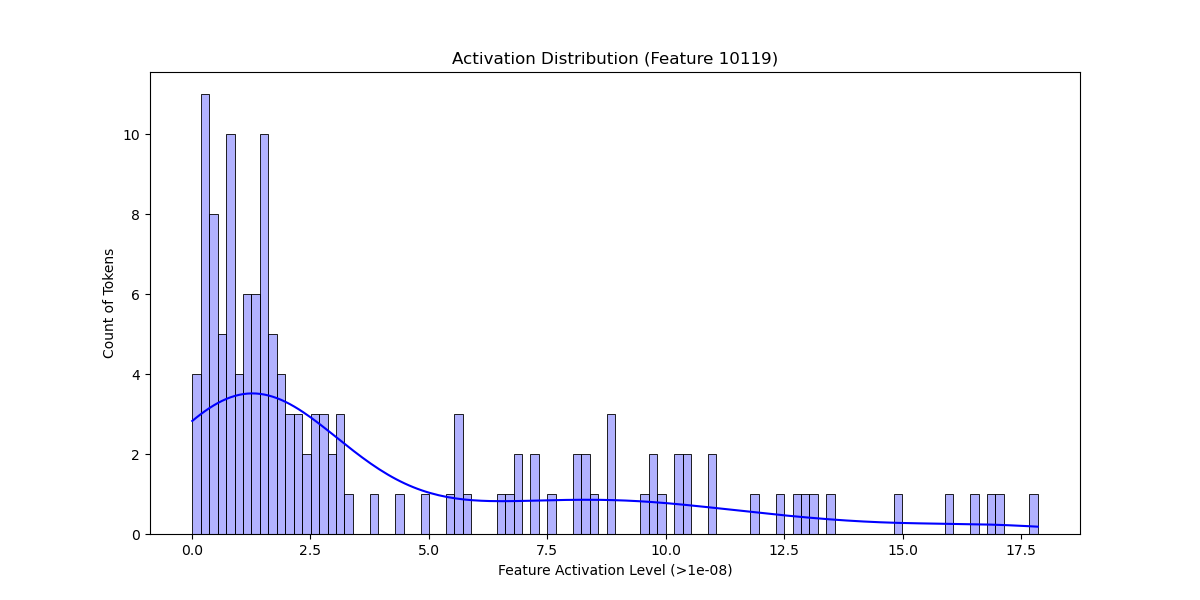 Activation Distribution (Feature 10119)
Count of Tokens
10
8
6
4
2
0
0.0 2.5 5.0 7.5 10.0 12.5 15.0 17.5
Feature Activation Level (>1e-08)